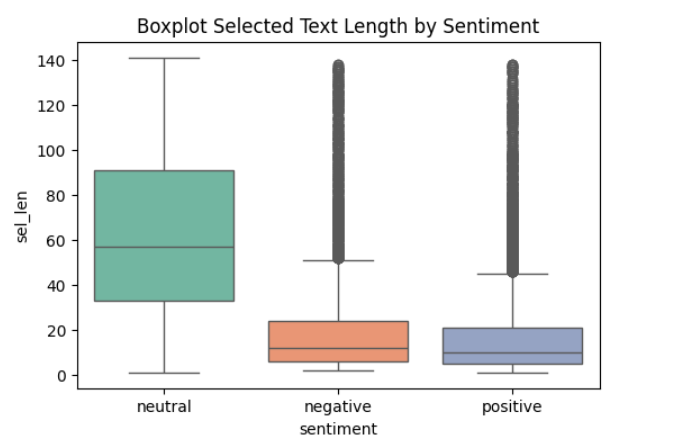 Boxplot Selected Text Length by Sentiment
140
120
100
80
60
40
20
0
sel_len
neutral negative positive
sentiment